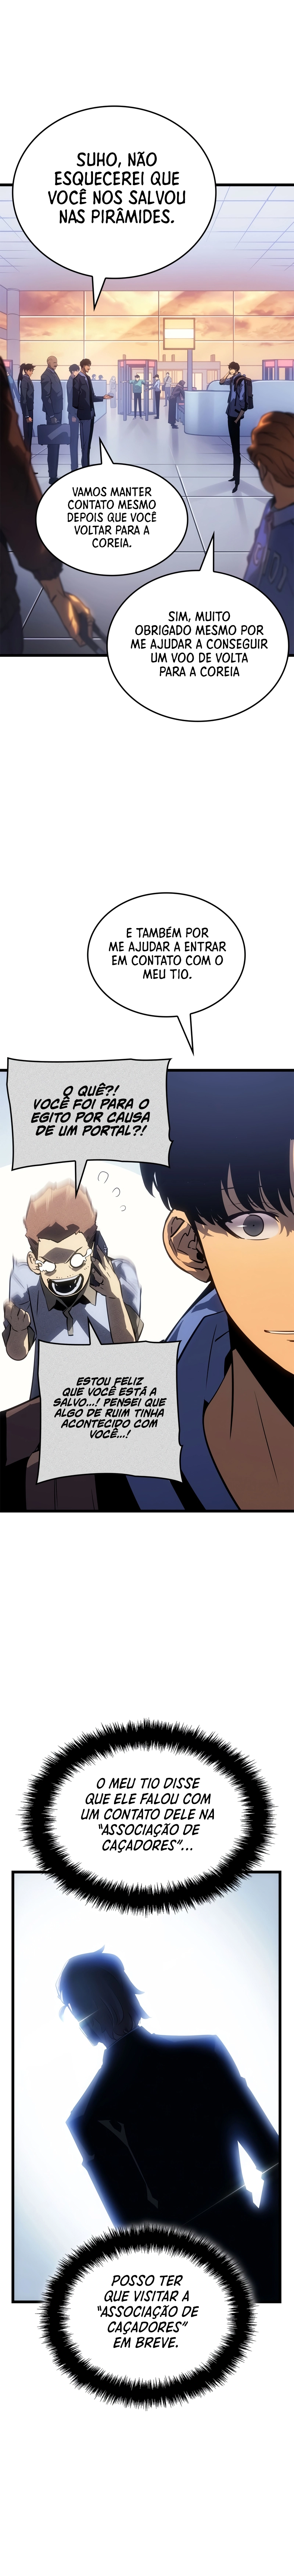 SUHO, NÃO
ESQUECEREI QUE
VOCÊ NOS SALVOU
NAS PIRÂMIDES.
VAMOS MANTER
CONTATO MESMO
DEPOIS QUE VOCÊ
VOLTAR PARA A
COREIA.
SIM, MUITO
OBRIGADO MESMO POR
ME AJUDAR A CONSEGUIR
UM VOO DE VOLTA
PARA A COREIA
E TAMBÉM POR
ME AJUDAR A ENTRAR
EM CONTATO COM O
MEU TIO.
O QUÊ?!
VOCÊ FOI PARA O
EGITO POR CAUSA
DE UM PORTAL?!
ESTOU FELIZ
QUE VOCÊ ESTÁ A
SALVO...! PENSEI QUE
ALGO DE RUIM TINHA
ACONTECIDO COM
VOCÊ...!
O MEU TIO DISSE
QUE ELE FALOU COM
UM CONTATO DELE NA
"ASSOCIAÇÃO DE
CAÇADORES"...
POSSO TER
QUE VISITAR A
"ASSOCIAÇÃO DE
CAÇADORES"
EM BREVE.